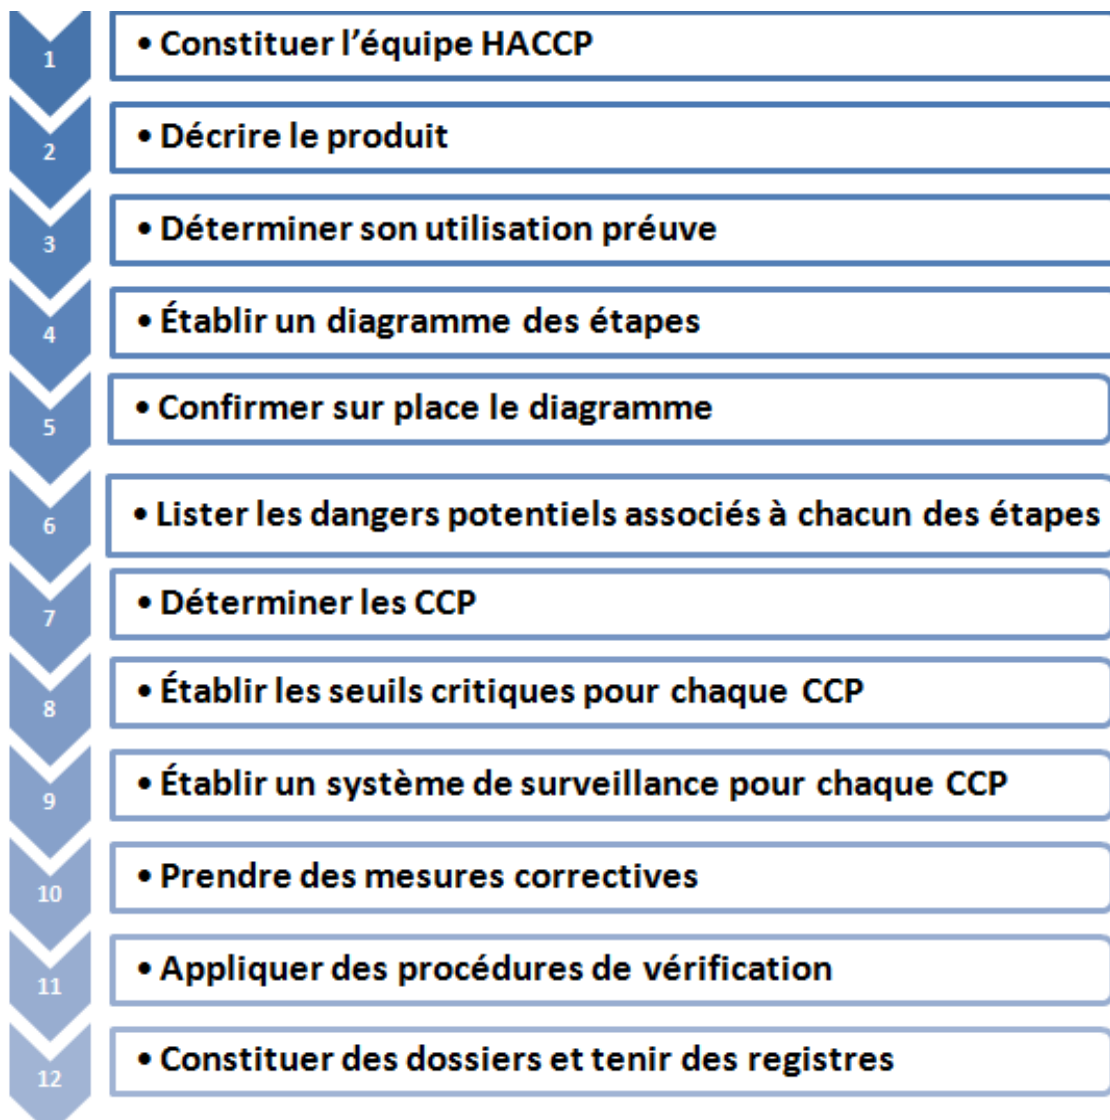 1
• Constituer l’équipe HACCP
2
• Décrire le produit
3
• Déterminer son utilisation préuve
4
• Établir un diagramme des étapes
5
• Confirmer sur place le diagramme
6
• Lister les dangers potentiels associés à chacun des étapes
7
• Déterminer les CCP
8
• Établir les seuils critiques pour chaque CCP
9
• Établir un système de surveillance pour chaque CCP
10
• Prendre des mesures correctives
11
• Appliquer des procédures de vérification
12
• Constituer des dossiers et tenir des registres